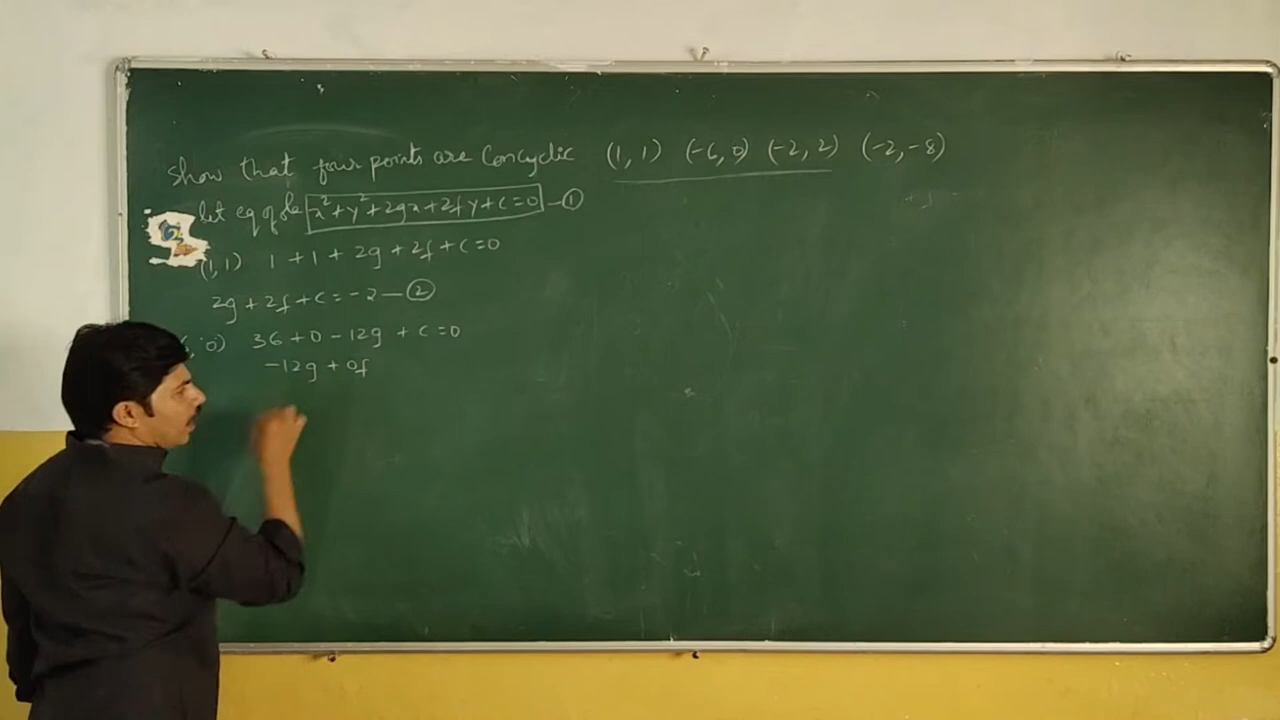 Show that four points are Concyclic (1, 1) (-6, 0) (-2, 2) (-2, -8)
let eq of x² + y² + 2gx + 2fy + c = 0 — ①
(1, 1) 1 + 1 + 2g + 2f + c = 0
2g + 2f + c = -2 — ②
, 0) 36 + 0 - 12g + c = 0
-12g + 0f